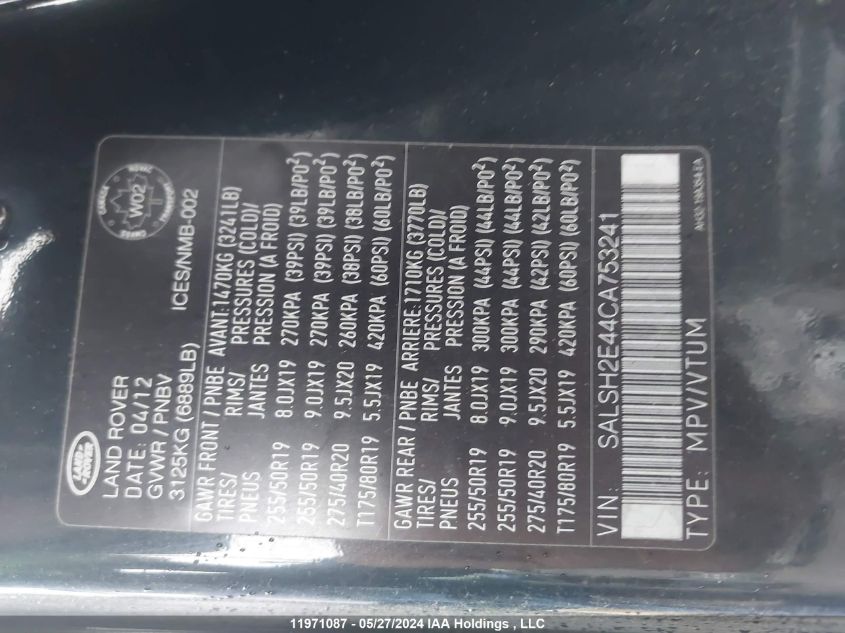 LAND ROVER
LAND ROVER
DATE: 04/12
GVWR / PNBV
3125KG (6889LB)
W02
ICES/NMB-002
GAWR FRONT / PNBE AVANT:1470KG (3241LB)
TIRES/ RIMS/ PRESSURES (COLD)/
PNEUS JANTES PRESSION (A FROID)
255/50R19 8.0JX19 270KPA (39PSI) (39LB/PO²)
255/50R19 9.0JX19 270KPA (39PSI) (39LB/PO²)
275/40R20 9.5JX20 260KPA (38PSI) (38LB/PO²)
T175/80R19 5.5JX19 420KPA (60PSI) (60LB/PO²)
GAWR REAR / PNBE ARRIERE:1710KG (3770LB)
TIRES/ RIMS/ PRESSURES (COLD)/
PNEUS JANTES PRESSION (A FROID)
255/50R19 8.0JX19 300KPA (44PSI) (44LB/PO²)
255/50R19 9.0JX19 300KPA (44PSI) (44LB/PO²)
275/40R20 9.5JX20 290KPA (42PSI) (42LB/PO²)
T175/80R19 5.5JX19 420KPA (60PSI) (60LB/PO²)
VIN: SALSH2E44CA753241
TYPE: MPV/VTUM
11971087 - 05/27/2024 IAA Holdings , LLC